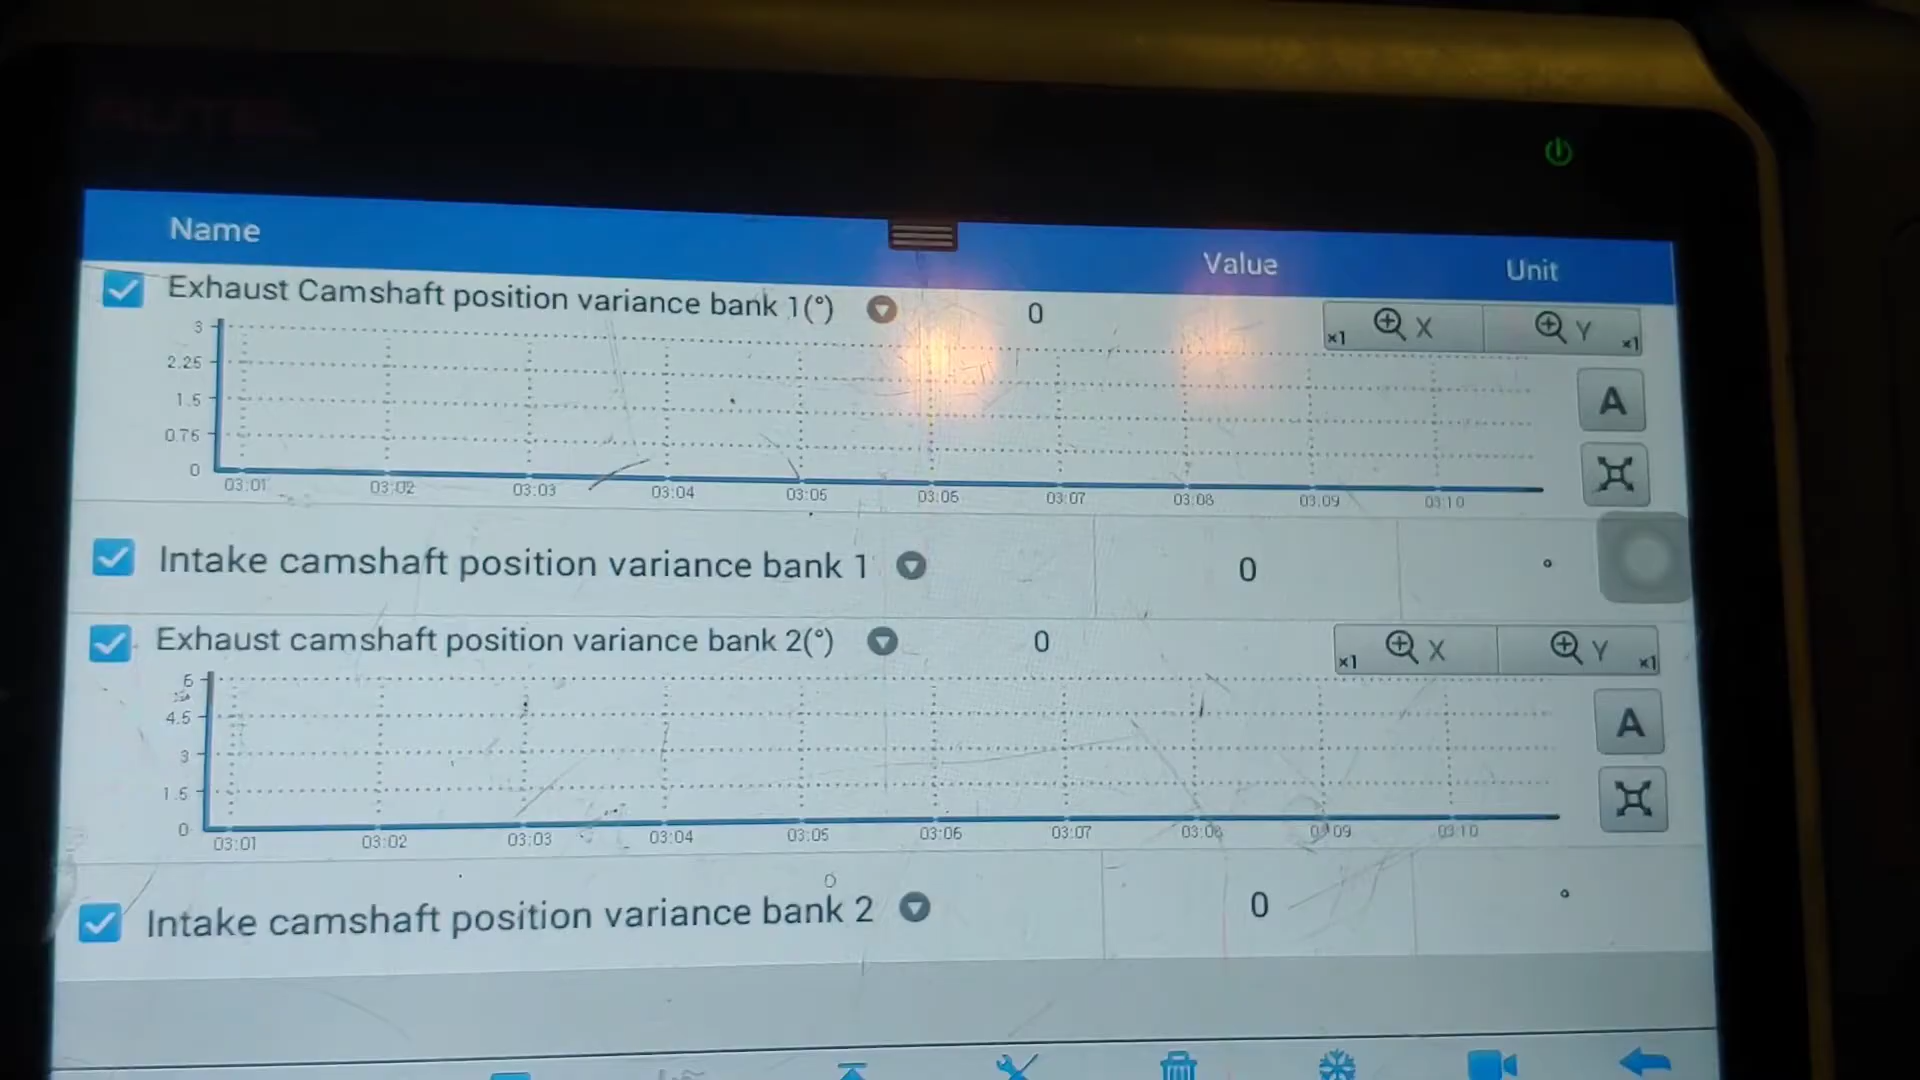 AUTEL
Name Value Unit
Exhaust Camshaft position variance bank 1(°) 0
x1 X Y x1
3
2.25
1.5
0.75
0
A
03:01 03:02 03:03 03:04 03:05 03:06 03:07 03:08 03:09 03:10
Intake camshaft position variance bank 1 0 °
Exhaust camshaft position variance bank 2(°) 0
x1 X Y x1
6
4.5
3
1.5
0
A
03:01 03:02 03:03 03:04 03:05 03:06 03:07 03:08 03:09 03:10
Intake camshaft position variance bank 2 0 °